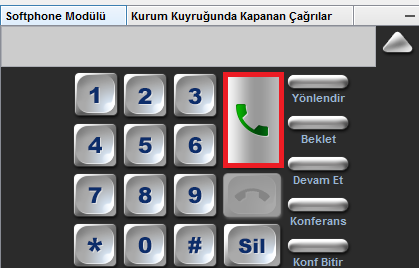 Softphone Modülü Kurum Kuyruğunda Kapanan Çağrılar
1 2 3
Yönlendir
Beklet
4 5 6
Devam Et
7 8 9
Konferans
* 0 # Sil
Konf Bitir